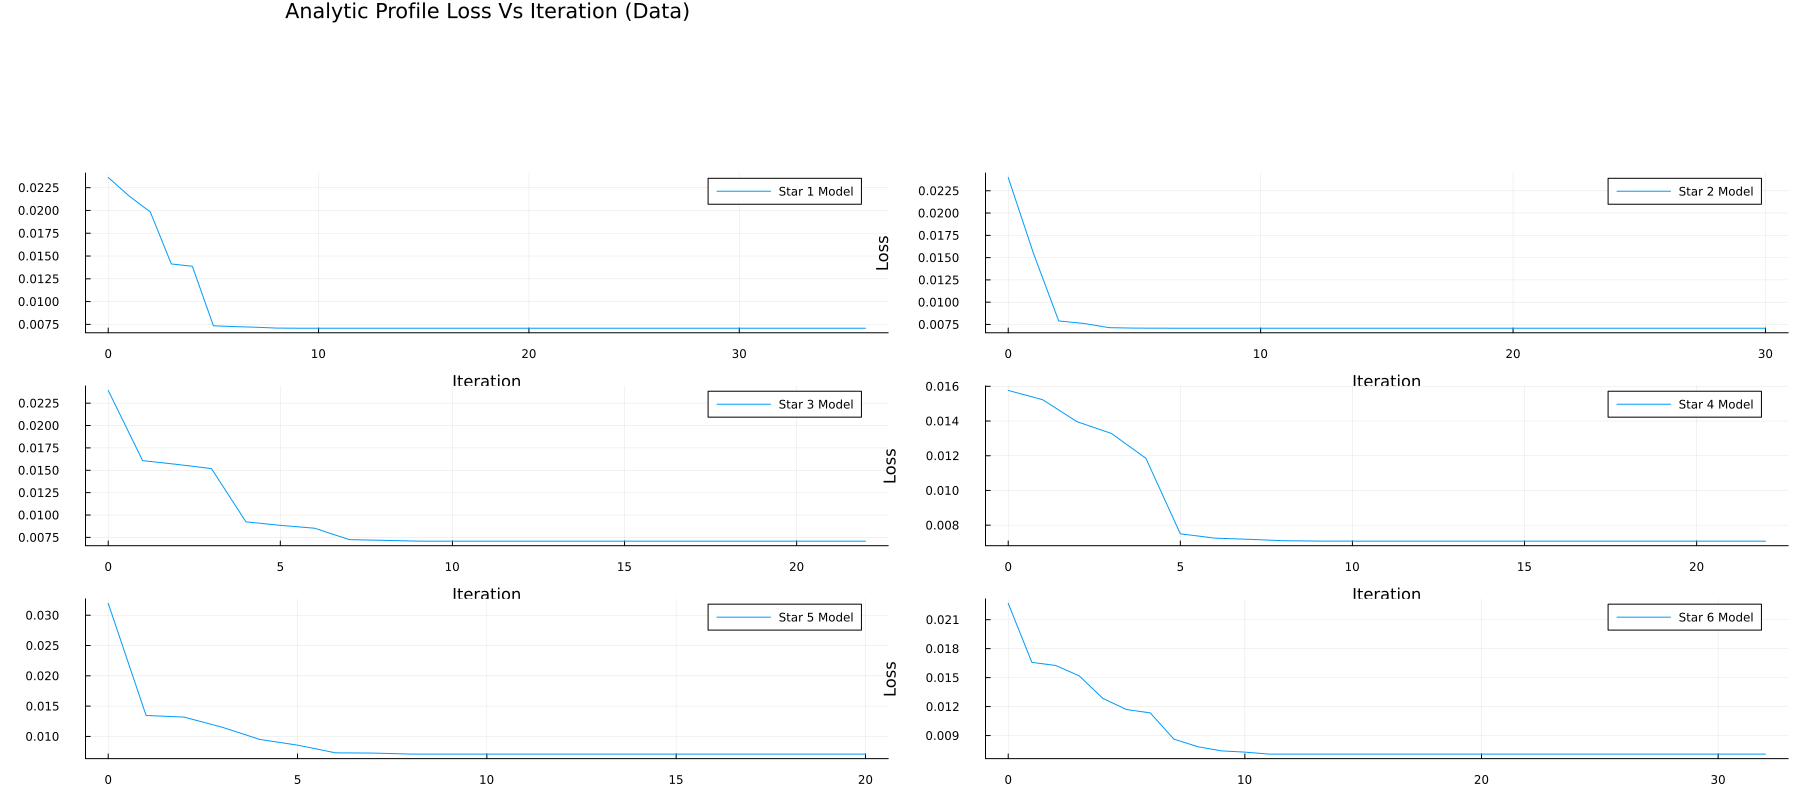 Analytic Profile Loss Vs Iteration (Data)
0.0225
0.0200
0.0175
0.0150
0.0125
0.0100
0.0075
Star 1 Model
0 10 20 30
Iteration
Loss
0.0225
0.0200
0.0175
0.0150
0.0125
0.0100
0.0075
Star 2 Model
0 10 20 30
Iteration
0.0225
0.0200
0.0175
0.0150
0.0125
0.0100
0.0075
Star 3 Model
0 5 10 15 20
Iteration
Loss
0.016
0.014
0.012
0.010
0.008
Star 4 Model
0 5 10 15 20
Iteration
0.030
0.025
0.020
0.015
0.010
Star 5 Model
0 5 10 15 20
Loss
0.021
0.018
0.015
0.012
0.009
Star 6 Model
0 10 20 30